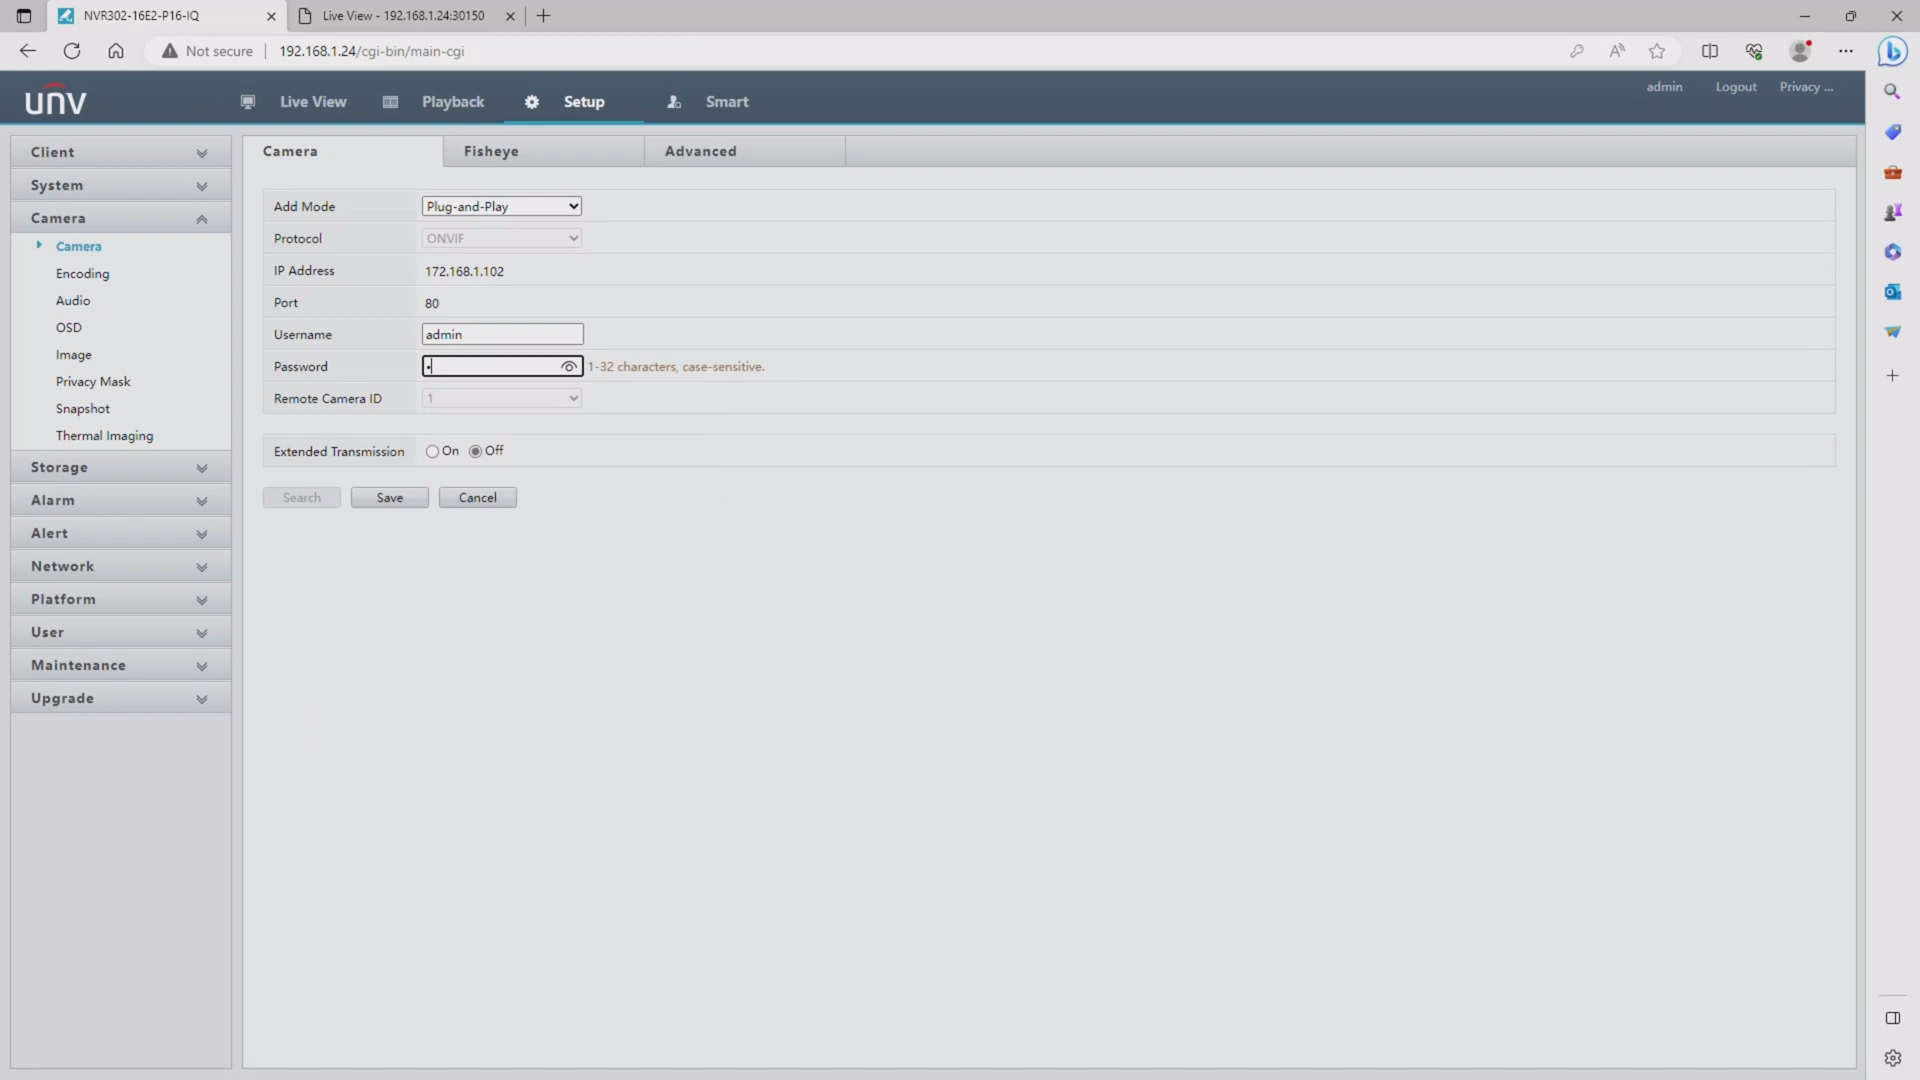 NVR302-16E2-P16-IQ
Live View - 192.168.1.24:30150
Not secure
192.168.1.24/cgi-bin/main-cgi
unv
Live View
Playback
Setup
Smart
admin
Logout
Privacy ...
Client
System
Camera
Camera
Encoding
Audio
OSD
Image
Privacy Mask
Snapshot
Thermal Imaging
Storage
Alarm
Alert
Network
Platform
User
Maintenance
Upgrade
Camera
Fisheye
Advanced
Add Mode
Plug-and-Play
Protocol
ONVIF
IP Address
172.168.1.102
Port
80
Username
admin
Password
1-32 characters, case-sensitive.
Remote Camera ID
1
Extended Transmission
On
Off
Search
Save
Cancel